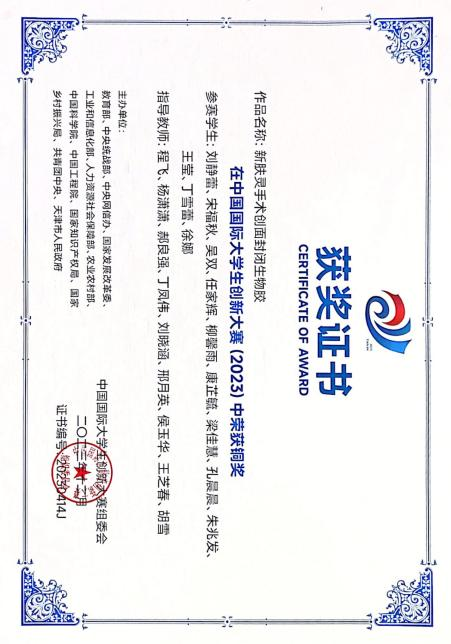 获奖证书
CERTIFICATE OF AWARD
作品名称：新肤灵手术创面封闭生物胶
在中国国际大学生创新大赛（2023）中荣获铜奖
参赛学生：刘静蕾、宋福秋、吴双、任家辉、柳馨雨、康芷毓、梁佳慧、孔晨晨、朱兆发、
王莹、丁雪蕾、徐娜
指导教师：程飞、杨潇潇、郝良强、丁凤伟、刘晓涵、邢月英、侯玉华、王芝春、胡雪
主办单位：
教育部、中央统战部、中央网信办、国家发展改革委、
工业和信息化部、人力资源社会保障部、农业农村部、
中国科学院、中国工程院、国家知识产权局、国家
乡村振兴局、共青团中央、天津市人民政府
中国国际大学生创新大赛组委会
二〇二三年十二月
证书编号：